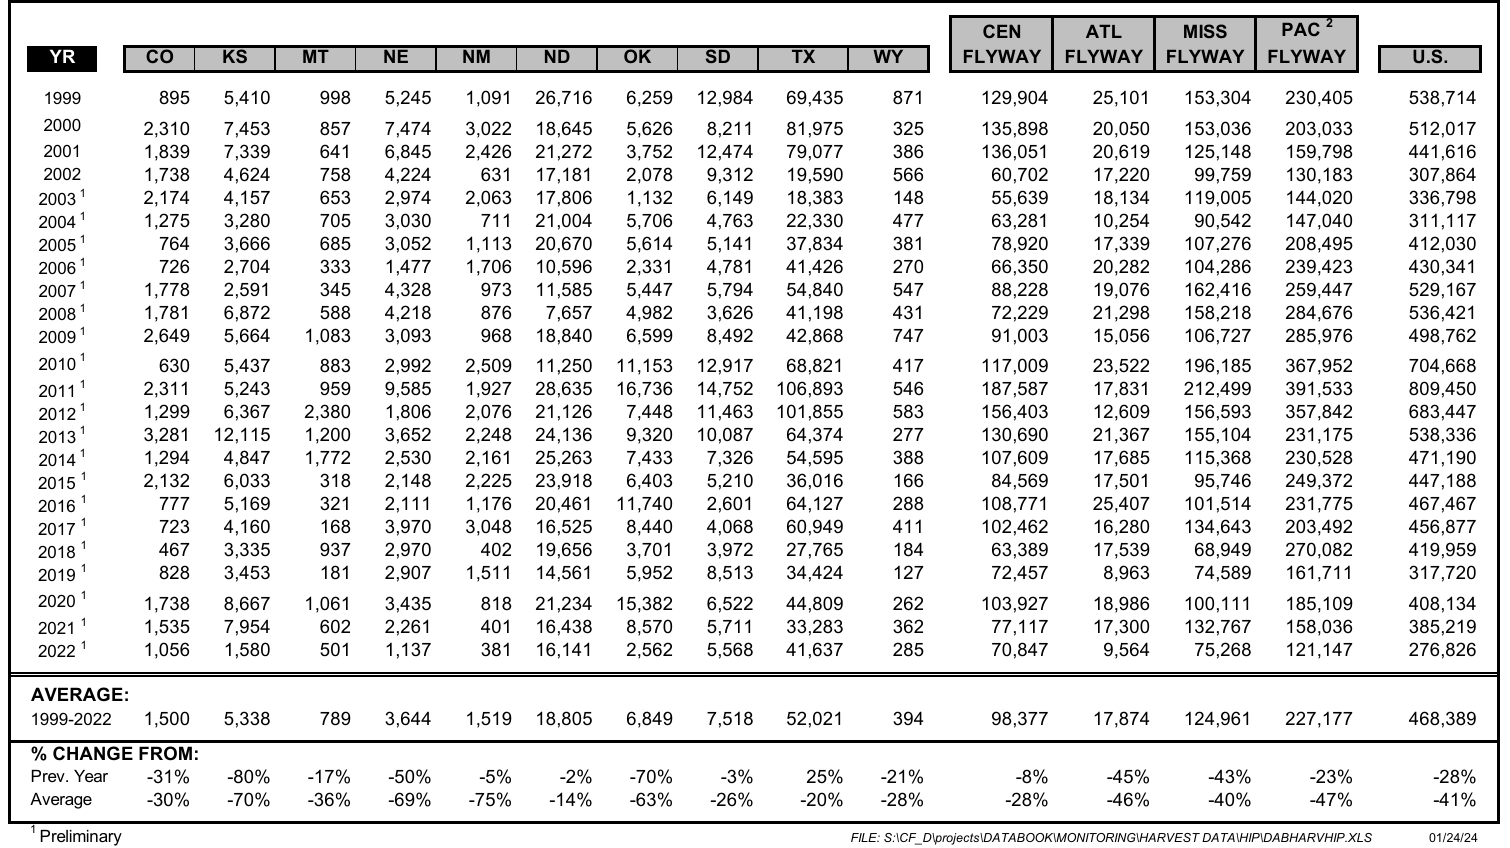 CEN ATL MISS PAC 2
YR CO KS MT NE NM ND OK SD TX WY FLYWAY FLYWAY FLYWAY FLYWAY U.S.
1999 895 5,410 998 5,245 1,091 26,716 6,259 12,984 69,435 871 129,904 25,101 153,304 230,405 538,714
2000 2,310 7,453 857 7,474 3,022 18,645 5,626 8,211 81,975 325 135,898 20,050 153,036 203,033 512,017
2001 1,839 7,339 641 6,845 2,426 21,272 3,752 12,474 79,077 386 136,051 20,619 125,148 159,798 441,616
2002 1,738 4,624 758 4,224 631 17,181 2,078 9,312 19,590 566 60,702 17,220 99,759 130,183 307,864
2003 1 2,174 4,157 653 2,974 2,063 17,806 1,132 6,149 18,383 148 55,639 18,134 119,005 144,020 336,798
2004 1 1,275 3,280 705 3,030 711 21,004 5,706 4,763 22,330 477 63,281 10,254 90,542 147,040 311,117
2005 1 764 3,666 685 3,052 1,113 20,670 5,614 5,141 37,834 381 78,920 17,339 107,276 208,495 412,030
2006 1 726 2,704 333 1,477 1,706 10,596 2,331 4,781 41,426 270 66,350 20,282 104,286 239,423 430,341
2007 1 1,778 2,591 345 4,328 973 11,585 5,447 5,794 54,840 547 88,228 19,076 162,416 259,447 529,167
2008 1 1,781 6,872 588 4,218 876 7,657 4,982 3,626 41,198 431 72,229 21,298 158,218 284,676 536,421
2009 1 2,649 5,664 1,083 3,093 968 18,840 6,599 8,492 42,868 747 91,003 15,056 106,727 285,976 498,762
2010 1 630 5,437 883 2,992 2,509 11,250 11,153 12,917 68,821 417 117,009 23,522 196,185 367,952 704,668
2011 1 2,311 5,243 959 9,585 1,927 28,635 16,736 14,752 106,893 546 187,587 17,831 212,499 391,533 809,450
2012 1 1,299 6,367 2,380 1,806 2,076 21,126 7,448 11,463 101,855 583 156,403 12,609 156,593 357,842 683,447
2013 1 3,281 12,115 1,200 3,652 2,248 24,136 9,320 10,087 64,374 277 130,690 21,367 155,104 231,175 538,336
2014 1 1,294 4,847 1,772 2,530 2,161 25,263 7,433 7,326 54,595 388 107,609 17,685 115,368 230,528 471,190
2015 1 2,132 6,033 318 2,148 2,225 23,918 6,403 5,210 36,016 166 84,569 17,501 95,746 249,372 447,188
2016 1 777 5,169 321 2,111 1,176 20,461 11,740 2,601 64,127 288 108,771 25,407 101,514 231,775 467,467
2017 1 723 4,160 168 3,970 3,048 16,525 8,440 4,068 60,949 411 102,462 16,280 134,643 203,492 456,877
2018 1 467 3,335 937 2,970 402 19,656 3,701 3,972 27,765 184 63,389 17,539 68,949 270,082 419,959
2019 1 828 3,453 181 2,907 1,511 14,561 5,952 8,513 34,424 127 72,457 8,963 74,589 161,711 317,720
2020 1 1,738 8,667 1,061 3,435 818 21,234 15,382 6,522 44,809 262 103,927 18,986 100,111 185,109 408,134
2021 1 1,535 7,954 602 2,261 401 16,438 8,570 5,711 33,283 362 77,117 17,300 132,767 158,036 385,219
2022 1 1,056 1,580 501 1,137 381 16,141 2,562 5,568 41,637 285 70,847 9,564 75,268 121,147 276,826
AVERAGE:
1999-2022 1,500 5,338 789 3,644 1,519 18,805 6,849 7,518 52,021 394 98,377 17,874 124,961 227,177 468,389
% CHANGE FROM:
Prev. Year -31% -80% -17% -50% -5% -2% -70% -3% 25% -21% -8% -45% -43% -23% -28%
Average -30% -70% -36% -69% -75% -14% -63% -26% -20% -28% -28% -46% -40% -47% -41%
1 Preliminary FILE: S:\CF_D\projects\DATABOOK\MONITORING\HARVEST DATA\HIP\DABHARVHIP.XLS 01/24/24